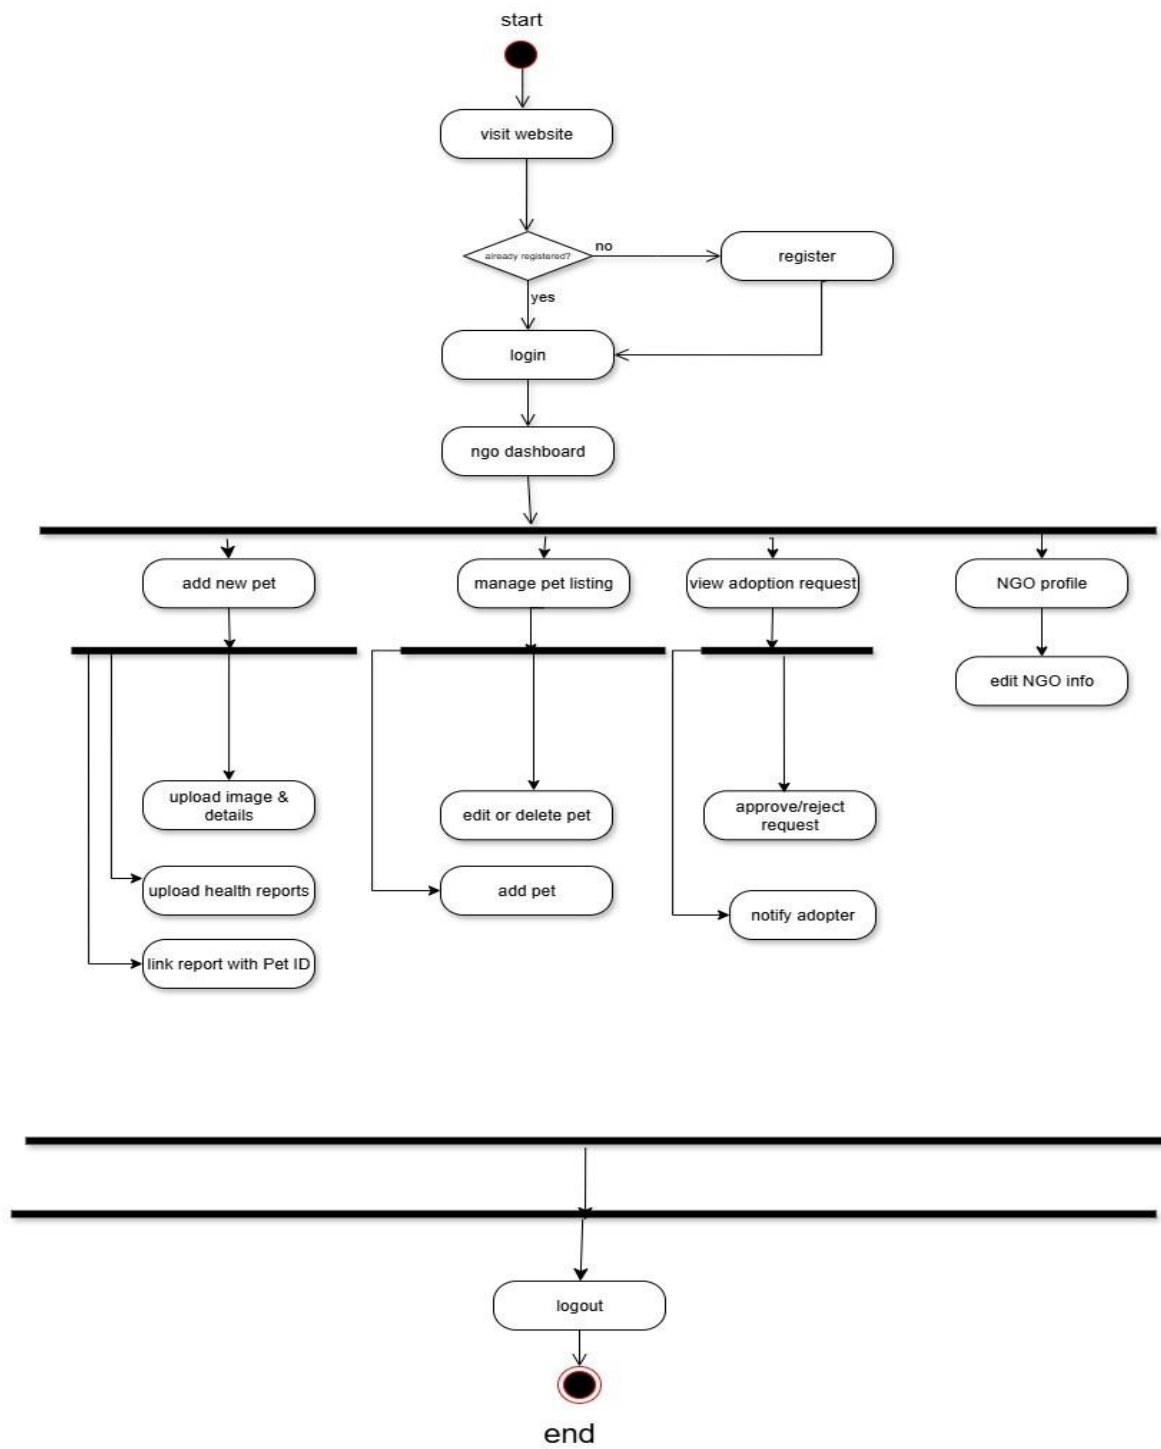 start
visit website
already registered?
no
register
yes
login
ngo dashboard
add new pet
manage pet listing
view adoption request
NGO profile
edit NGO info
upload image &
details
edit or delete pet
approve/reject
request
upload health reports
add pet
notify adopter
link report with Pet ID
logout
end